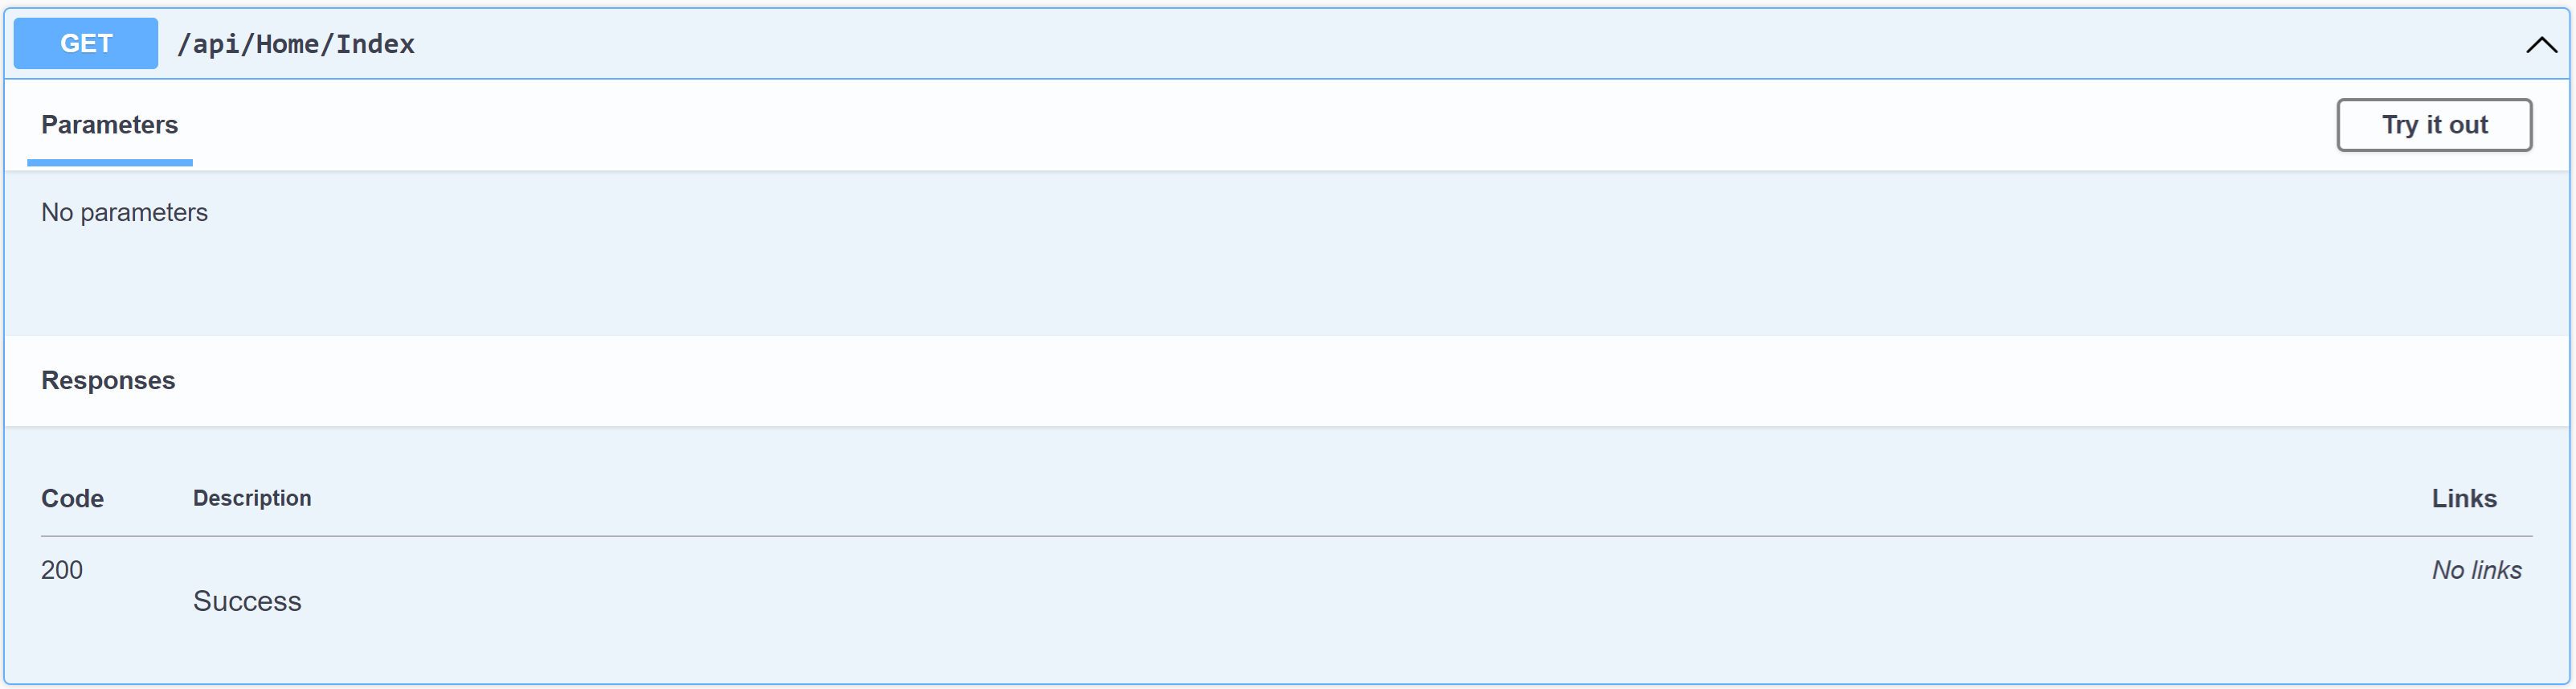 GET /api/Home/Index
Parameters
Try it out
No parameters
Responses
Code Description Links
200 No links
Success